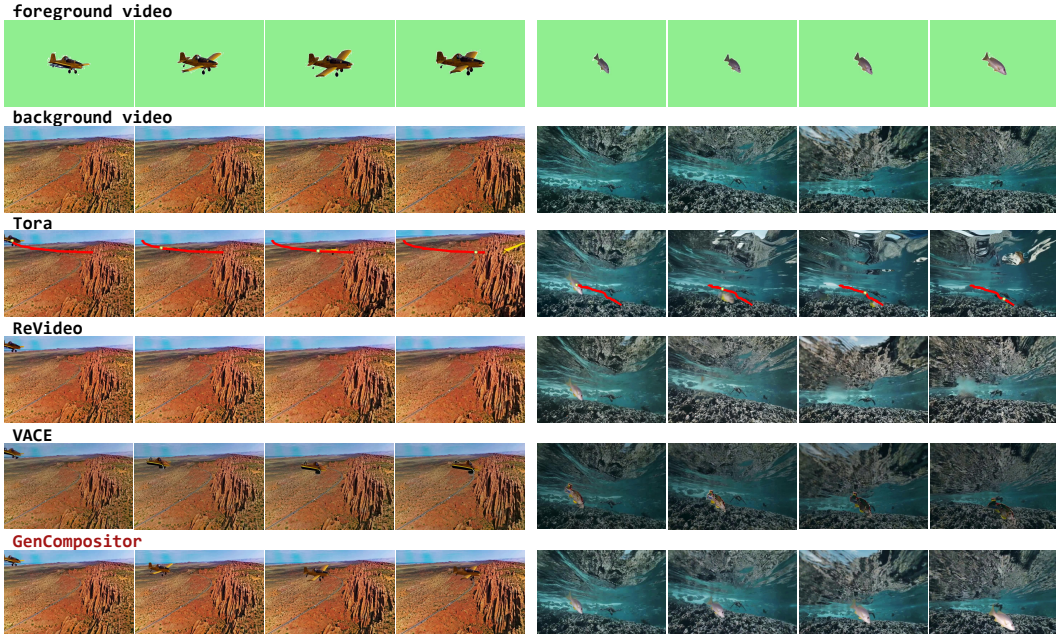 foreground video
background video
Tora
ReVideo
VACE
GenCompositor